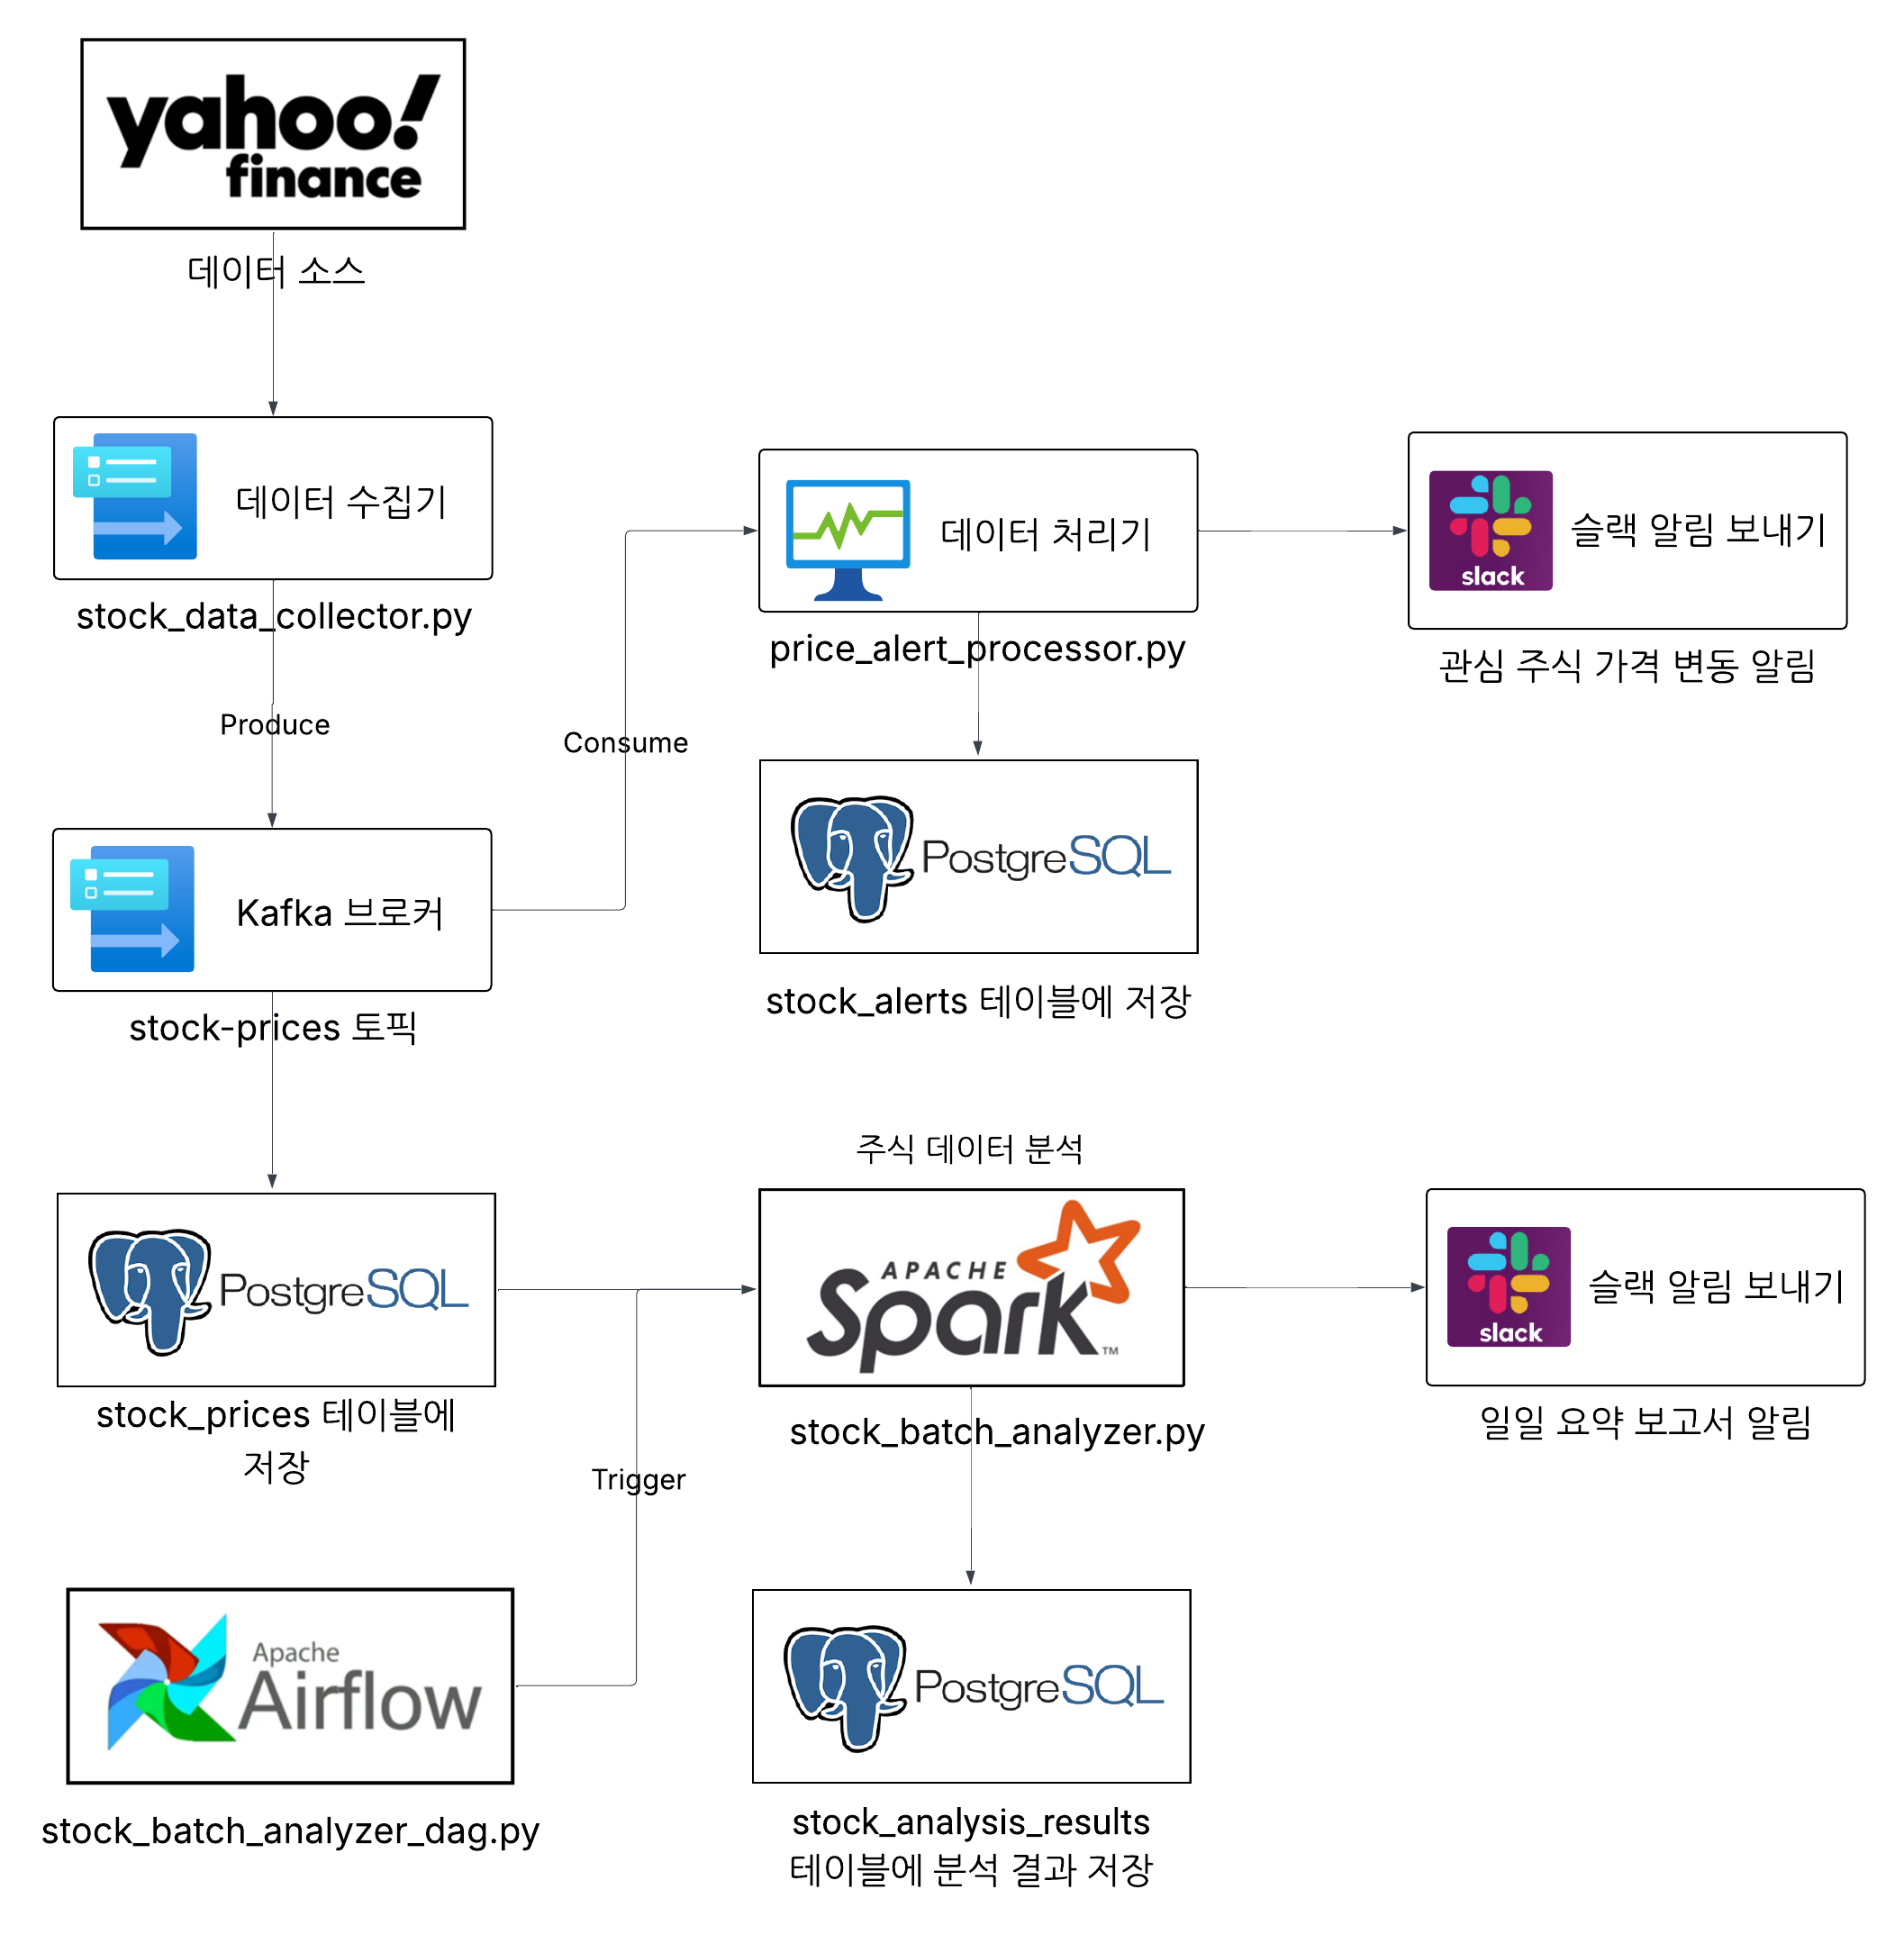 yahoo!
finance
데이터 소스
데이터 수집기
stock_data_collector.py
Produce
Consume
데이터 처리기
price_alert_processor.py
slack
슬랙 알림 보내기
관심 주식 가격 변동 알림
Kafka 브로커
stock-prices 토픽
PostgreSQL
stock_alerts 테이블에 저장
PostgreSQL
stock_prices 테이블에
저장
주식 데이터 분석
APACHE
Spark™
stock_batch_analyzer.py
slack
슬랙 알림 보내기
일일 요약 보고서 알림
Trigger
Apache
Airflow
stock_batch_analyzer_dag.py
PostgreSQL
stock_analysis_results
테이블에 분석 결과 저장